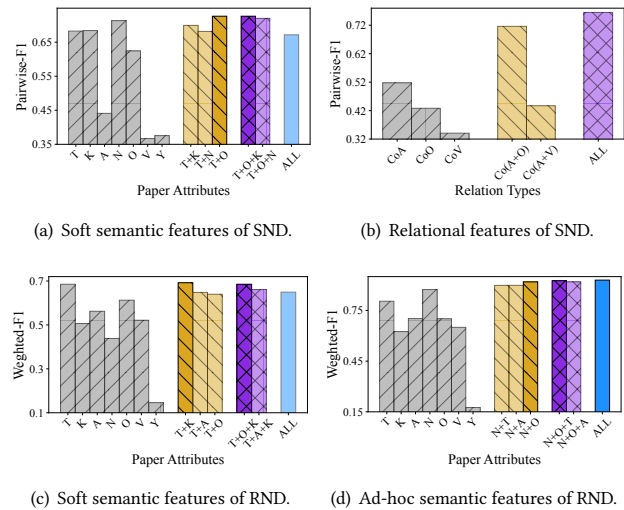 0.65
0.55
0.45
0.35
Pairwise-F1
T K A N O V Y T+K T+N T+O T+O+K T+O+N ALL
Paper Attributes
(a) Soft semantic features of SND.
0.72
0.62
0.52
0.42
0.32
Pairwise-F1
CoA CoO CoV Co(A+O) Co(A+V) ALL
Relation Types
(b) Relational features of SND.
0.7
0.5
0.3
0.1
Weghted-F1
T K A N O V Y T+K T+A T+O T+O+K T+A+K ALL
Paper Attributes
(c) Soft semantic features of RND.
0.75
0.45
0.15
Weghted-F1
T K A N O V Y N+T N+A N+O N+O+T N+O+A ALL
Paper Attributes
(d) Ad-hoc semantic features of RND.